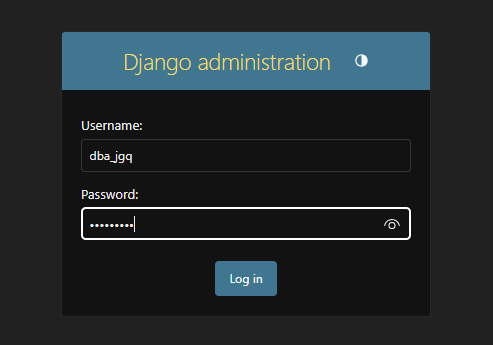 Django administration
Username:
dba_jgq
Password:
•••••••••
Log in